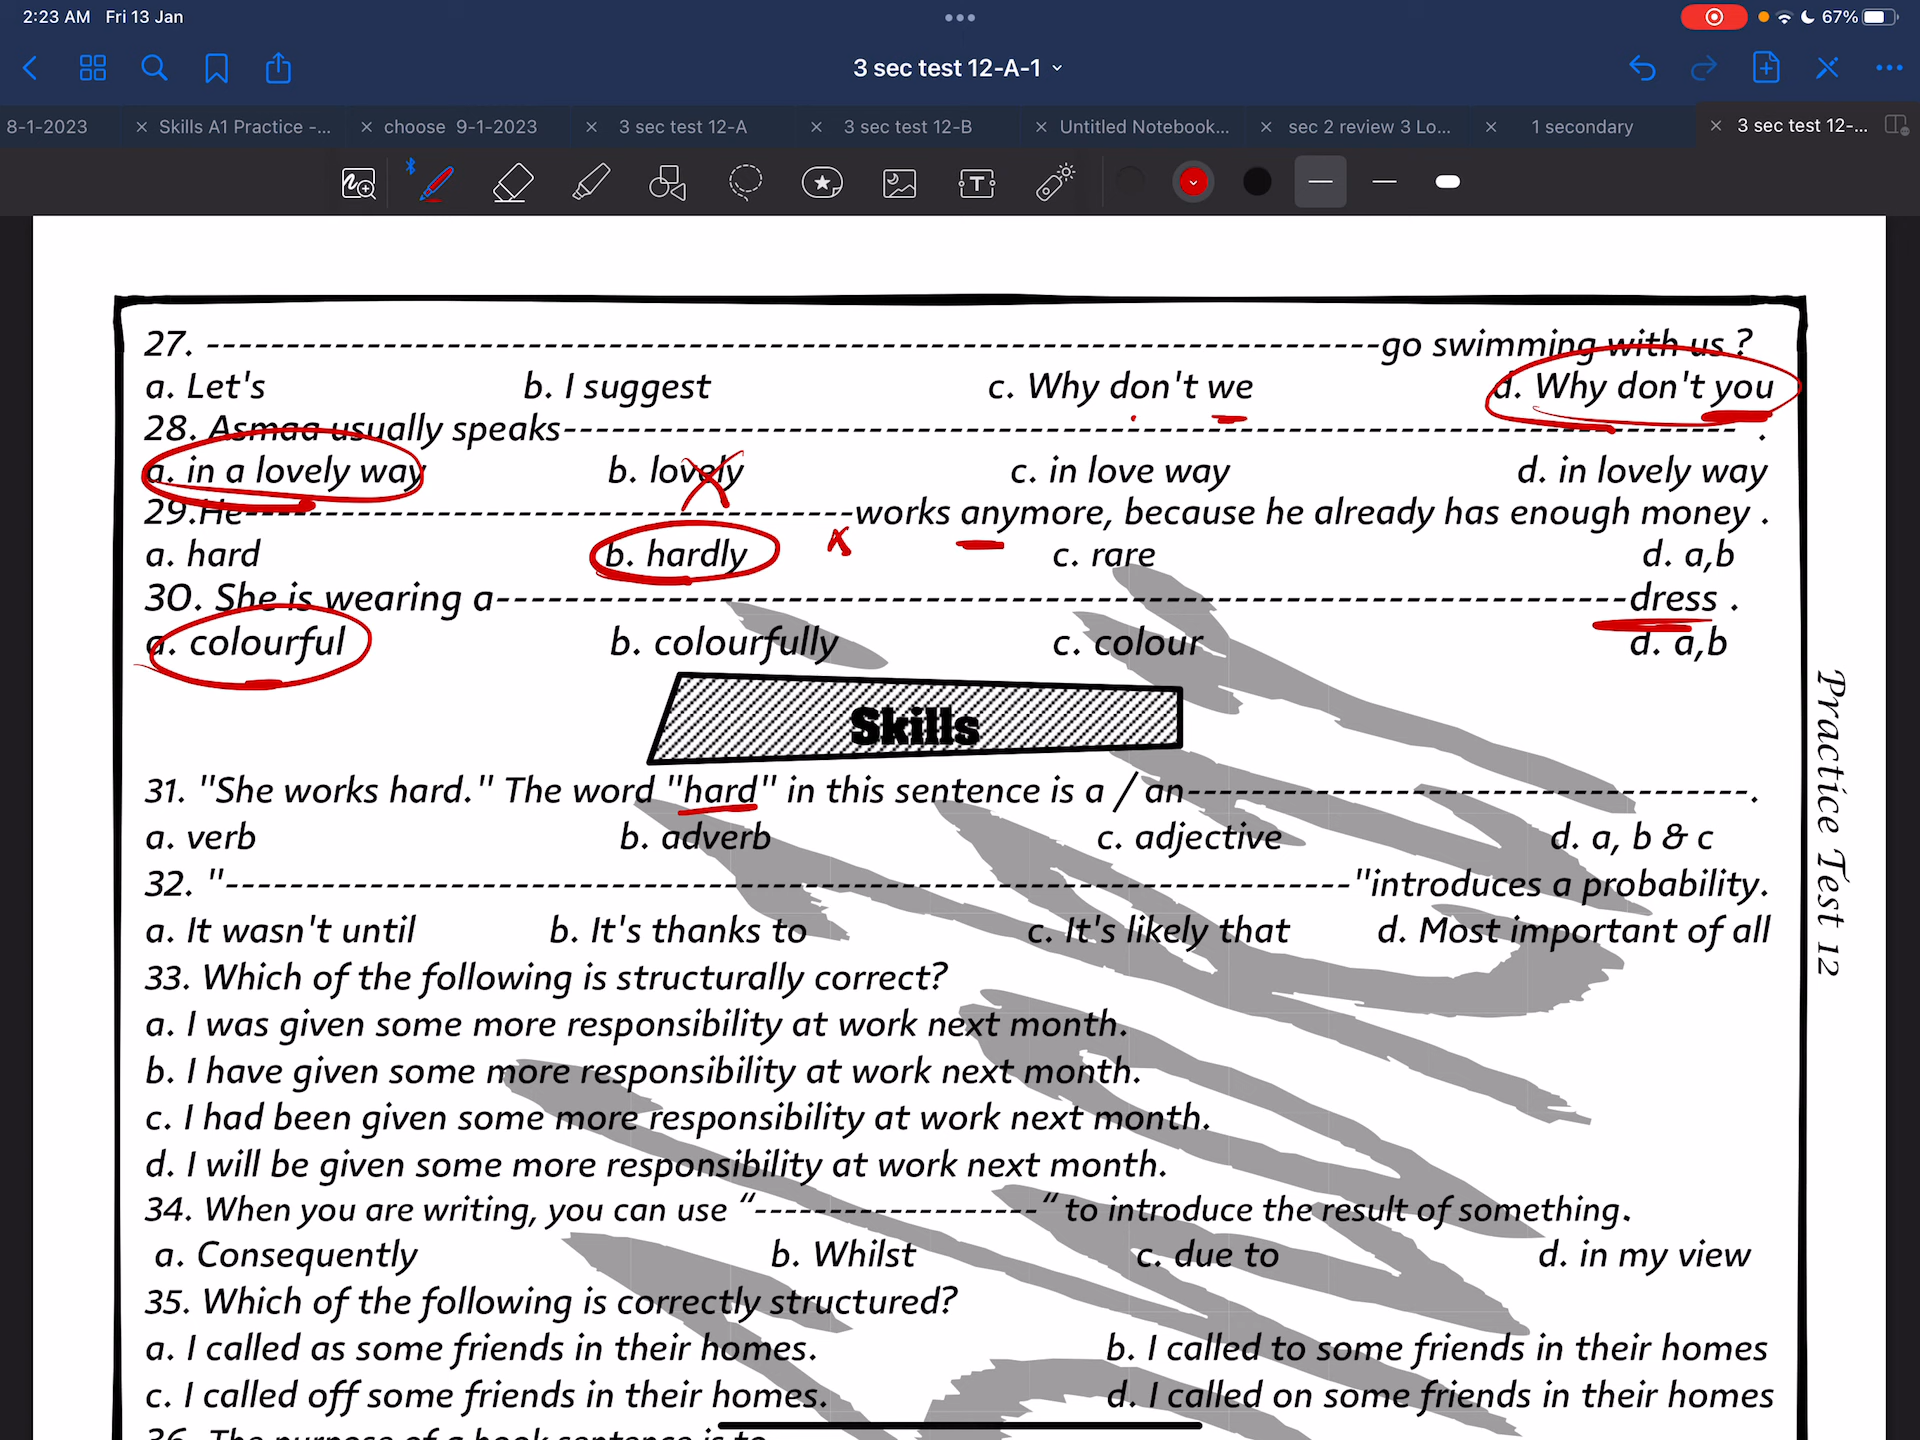 2:23 AM Fri 13 Jan
67%
3 sec test 12-A-1
8-1-2023 Skills A1 Practice -... choose 9-1-2023 3 sec test 12-A 3 sec test 12-B Untitled Notebook... sec 2 review 3 Lo... 1 secondary 3 sec test 12-...
27. ------------------------------go swimming with us ?
a. Let's b. I suggest c. Why don't we d. Why don't you
28. Asmaa usually speaks------------------------------ .
a. in a lovely way b. lovely c. in love way d. in lovely way
29.He------------------------------works anymore, because he already has enough money .
a. hard b. hardly c. rare d. a,b
30. She is wearing a------------------------------dress .
a. colourful b. colourfully c. colour d. a,b
Skills
31. "She works hard." The word "hard" in this sentence is a / an------------------------------.
a. verb b. adverb c. adjective d. a, b & c
32. "------------------------------"introduces a probability.
a. It wasn't until b. It's thanks to c. It's likely that d. Most important of all
33. Which of the following is structurally correct?
a. I was given some more responsibility at work next month.
b. I have given some more responsibility at work next month.
c. I had been given some more responsibility at work next month.
d. I will be given some more responsibility at work next month.
34. When you are writing, you can use “-------------------“ to introduce the result of something.
a. Consequently b. Whilst c. due to d. in my view
35. Which of the following is correctly structured?
a. I called as some friends in their homes. b. I called to some friends in their homes
c. I called off some friends in their homes. d. I called on some friends in their homes
36. The purpose of a hook sentence is to
Practice Test 12